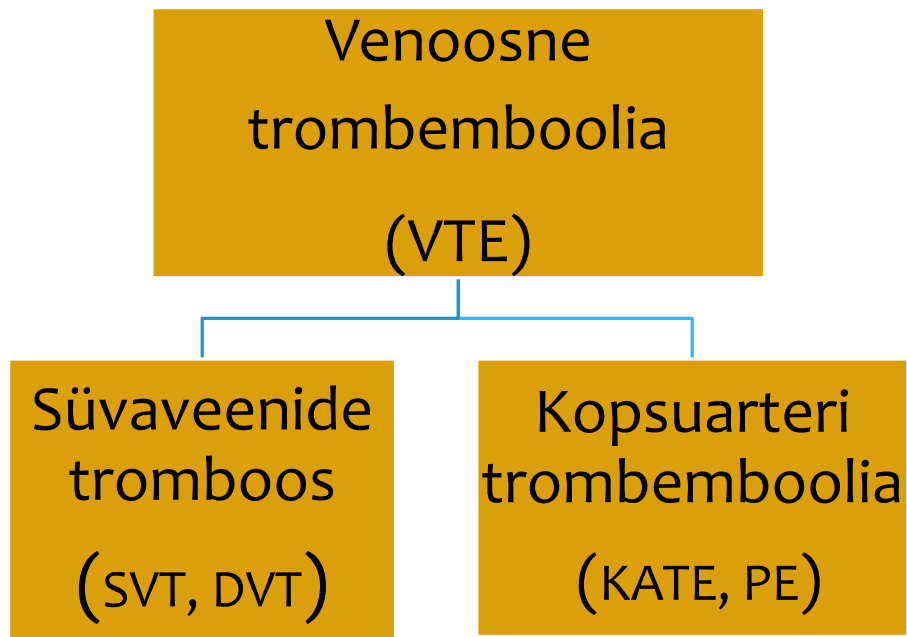 Venoosne
trombemboolia
(VTE)
Süvaveenide
tromboos
(SVT, DVT)
Kopsuarteri
trombemboolia
(KATE, PE)